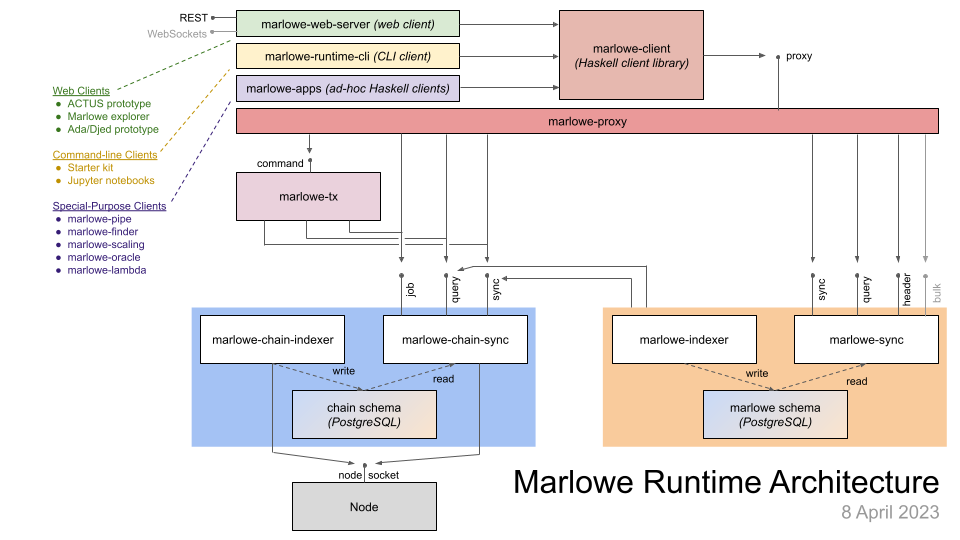 REST
WebSockets
marlowe-web-server (web client)
marlowe-runtime-cli (CLI client)
marlowe-apps (ad-hoc Haskell clients)
marlowe-client
(Haskell client library)
proxy
marlowe-proxy
Web Clients
● ACTUS prototype
● Marlowe explorer
● Ada/Djed prototype
Command-line Clients
● Starter kit
● Jupyter notebooks
Special-Purpose Clients
● marlowe-pipe
● marlowe-finder
● marlowe-scaling
● marlowe-oracle
● marlowe-lambda
command
marlowe-tx
job
query
sync
sync
query
header
bulk
marlowe-chain-indexer
marlowe-chain-sync
write
read
chain schema
(PostgreSQL)
marlowe-indexer
marlowe-sync
write
read
marlowe schema
(PostgreSQL)
node socket
Node
Marlowe Runtime Architecture
8 April 2023